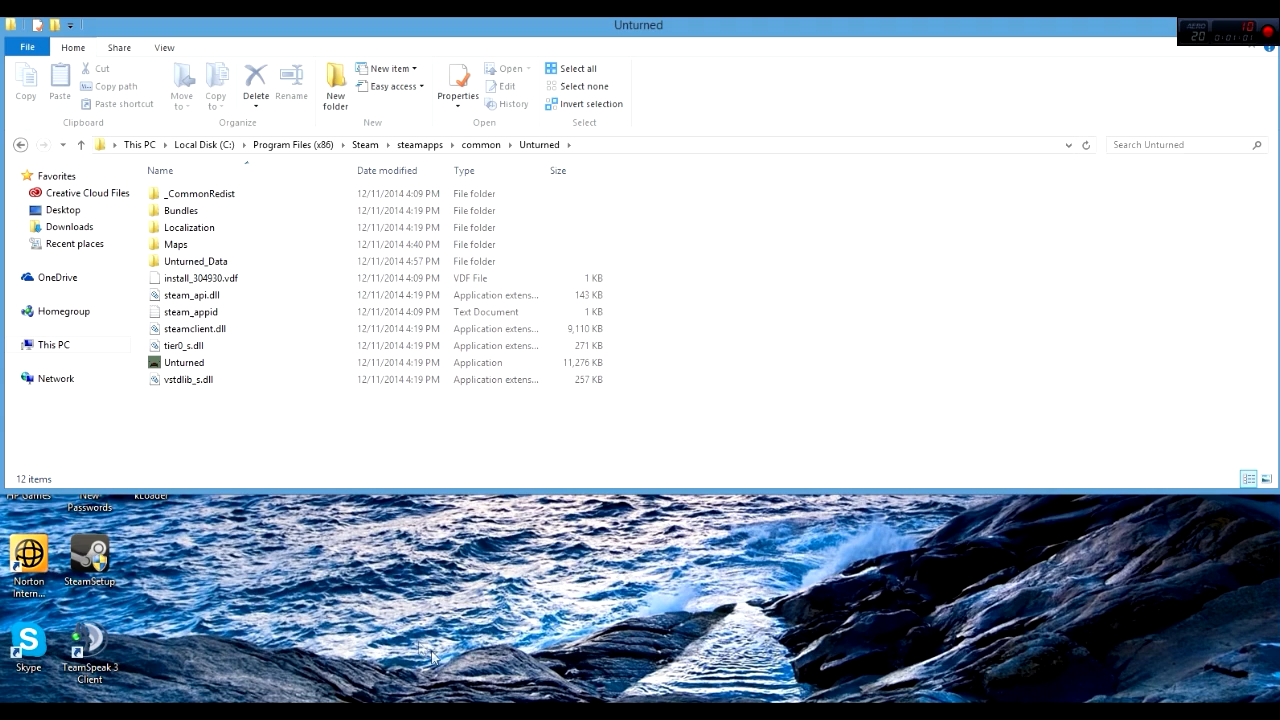 Unturned
20 10
0:01:01
File Home Share View
Copy
Paste
Cut
Copy path
Paste shortcut
Clipboard
Move to
Copy to
Delete
Rename
Organize
New folder
New item
Easy access
New
Properties
Open
Edit
History
Open
Select all
Select none
Invert selection
Select
This PC Local Disk (C:) Program Files (x86) Steam steamapps common Unturned
Search Unturned
Name Date modified Type Size
Favorites
Creative Cloud Files
Desktop
Downloads
Recent places
OneDrive
Homegroup
This PC
Network
_CommonRedist 12/11/2014 4:09 PM File folder
Bundles 12/11/2014 4:19 PM File folder
Localization 12/11/2014 4:19 PM File folder
Maps 12/11/2014 4:40 PM File folder
Unturned_Data 12/11/2014 4:57 PM File folder
install_304930.vdf 12/11/2014 4:09 PM VDF File 1 KB
steam_api.dll 12/11/2014 4:19 PM Application extens... 143 KB
steam_appid 12/11/2014 4:09 PM Text Document 1 KB
steamclient.dll 12/11/2014 4:19 PM Application extens... 9,110 KB
tier0_s.dll 12/11/2014 4:19 PM Application extens... 271 KB
Unturned 12/11/2014 4:19 PM Application 11,276 KB
vstdlib_s.dll 12/11/2014 4:19 PM Application extens... 257 KB
12 items
HP Games
New Passwords
kLoader
Norton Intern...
SteamSetup
Skype
TeamSpeak 3 Client